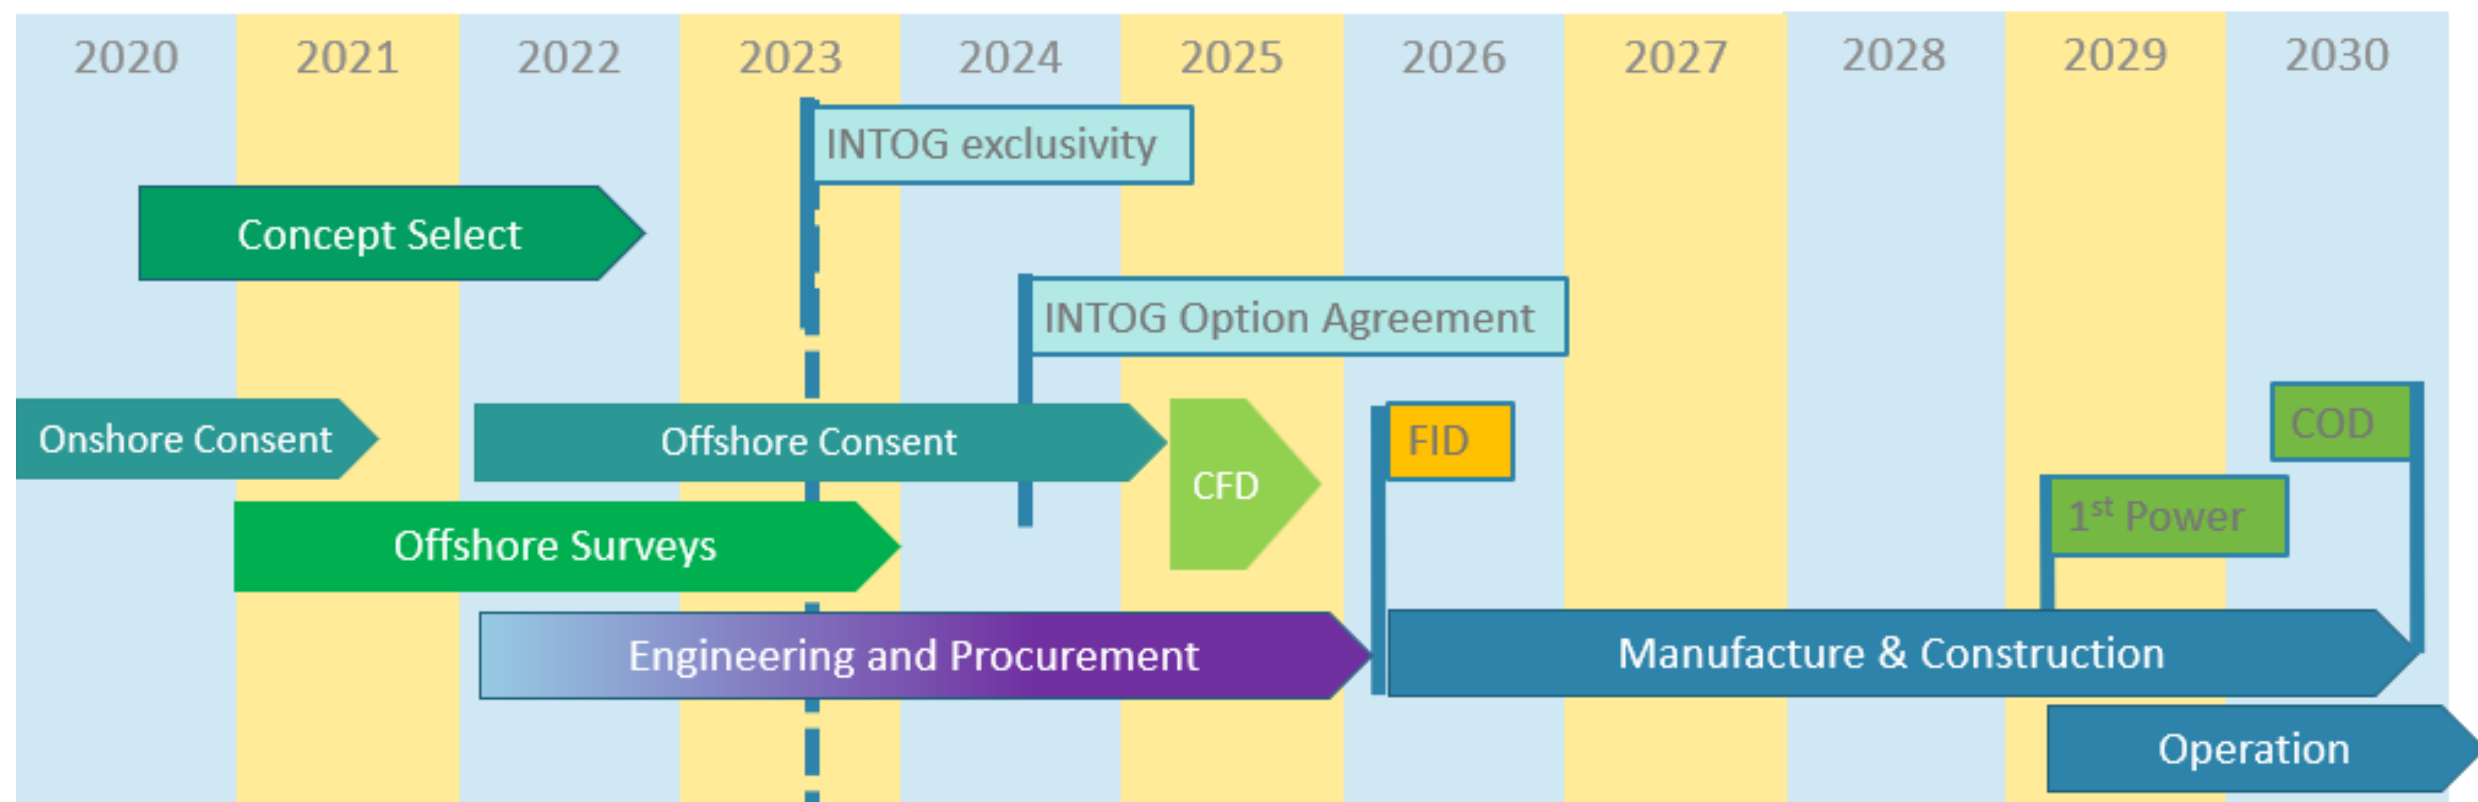 2020 2021 2022 2023 2024 2025 2026 2027 2028 2029 2030
INTOG exclusivity
Concept Select
INTOG Option Agreement
Onshore Consent
Offshore Consent
CFD
FID
COD
Offshore Surveys
1st Power
Engineering and Procurement
Manufacture & Construction
Operation